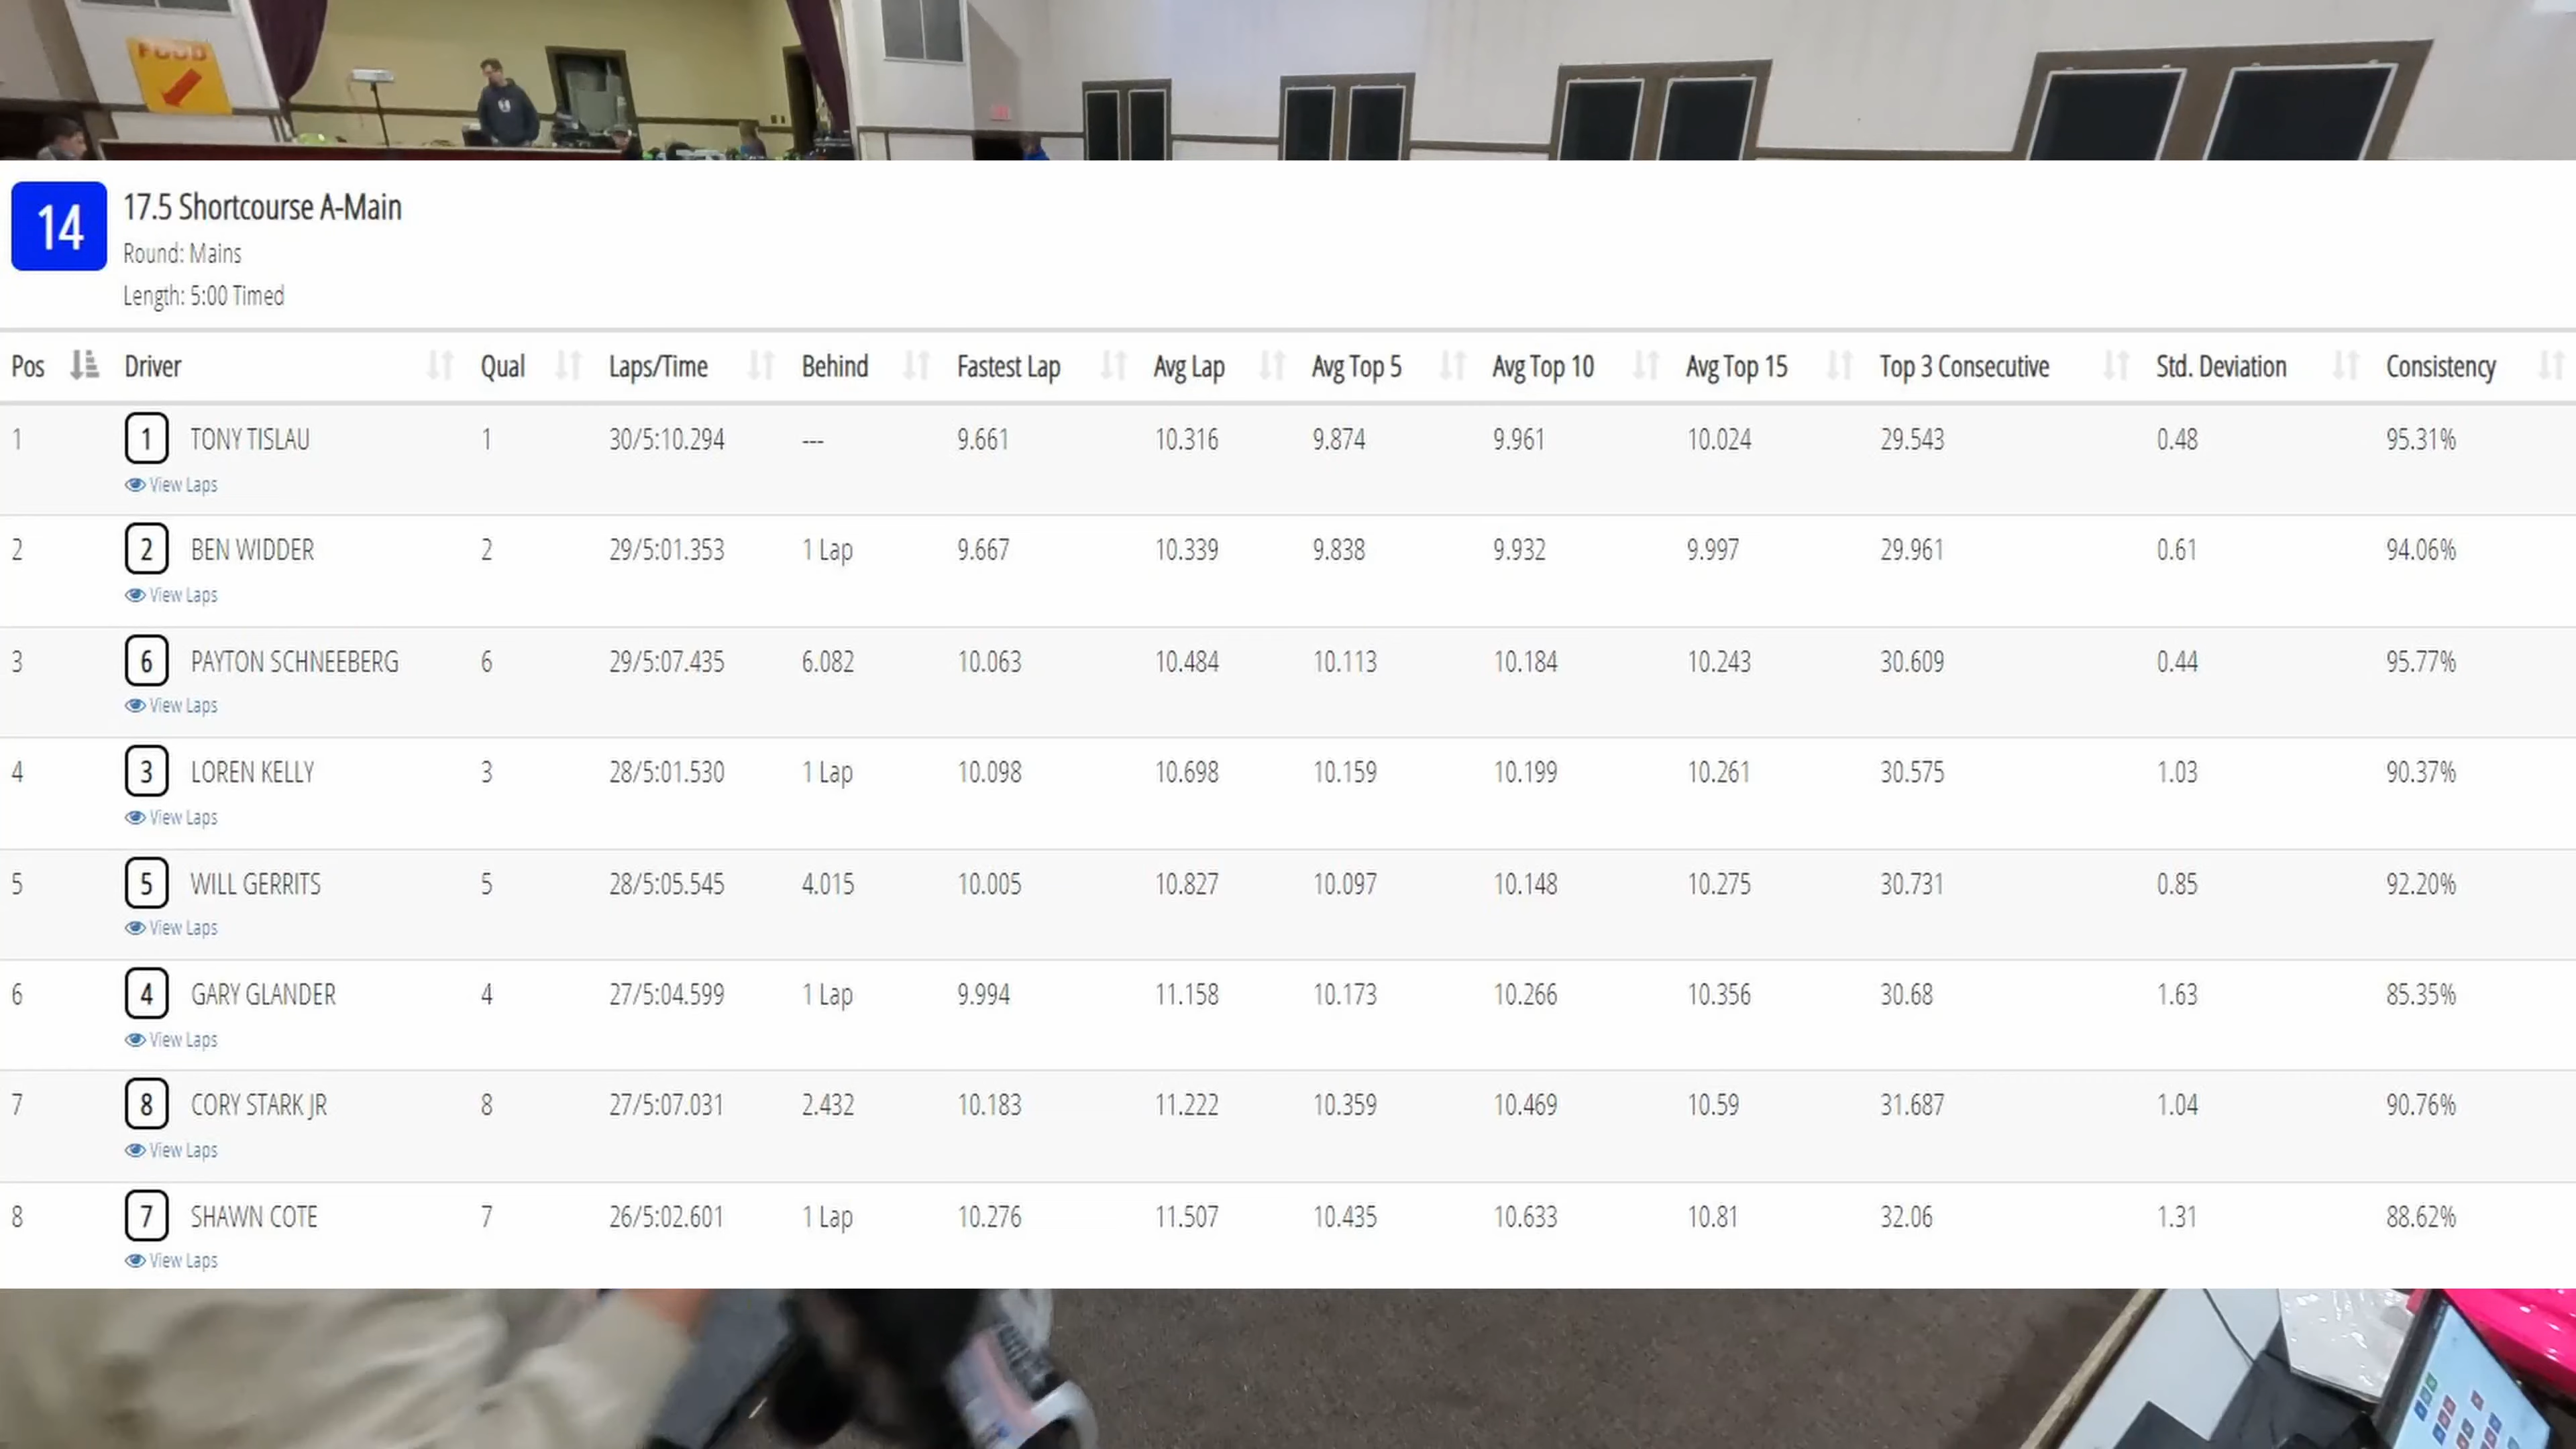 FOOD
14
17.5 Shortcourse A-Main
Round: Mains
Length: 5:00 Timed
Pos Driver Qual Laps/Time Behind Fastest Lap Avg Lap Avg Top 5 Avg Top 10 Avg Top 15 Top 3 Consecutive Std. Deviation Consistency
1 1 TONY TISLAU 1 30/5:10.294 --- 9.661 10.316 9.874 9.961 10.024 29.543 0.48 95.31%
View Laps
2 2 BEN WIDDER 2 29/5:01.353 1 Lap 9.667 10.339 9.838 9.932 9.997 29.961 0.61 94.06%
View Laps
3 6 PAYTON SCHNEEBERG 6 29/5:07.435 6.082 10.063 10.484 10.113 10.184 10.243 30.609 0.44 95.77%
View Laps
4 3 LOREN KELLY 3 28/5:01.530 1 Lap 10.098 10.698 10.159 10.199 10.261 30.575 1.03 90.37%
View Laps
5 5 WILL GERRITS 5 28/5:05.545 4.015 10.005 10.827 10.097 10.148 10.275 30.731 0.85 92.20%
View Laps
6 4 GARY GLANDER 4 27/5:04.599 1 Lap 9.994 11.158 10.173 10.266 10.356 30.68 1.63 85.35%
View Laps
7 8 CORY STARK JR 8 27/5:07.031 2.432 10.183 11.222 10.359 10.469 10.59 31.687 1.04 90.76%
View Laps
8 7 SHAWN COTE 7 26/5:02.601 1 Lap 10.276 11.507 10.435 10.633 10.81 32.06 1.31 88.62%
View Laps